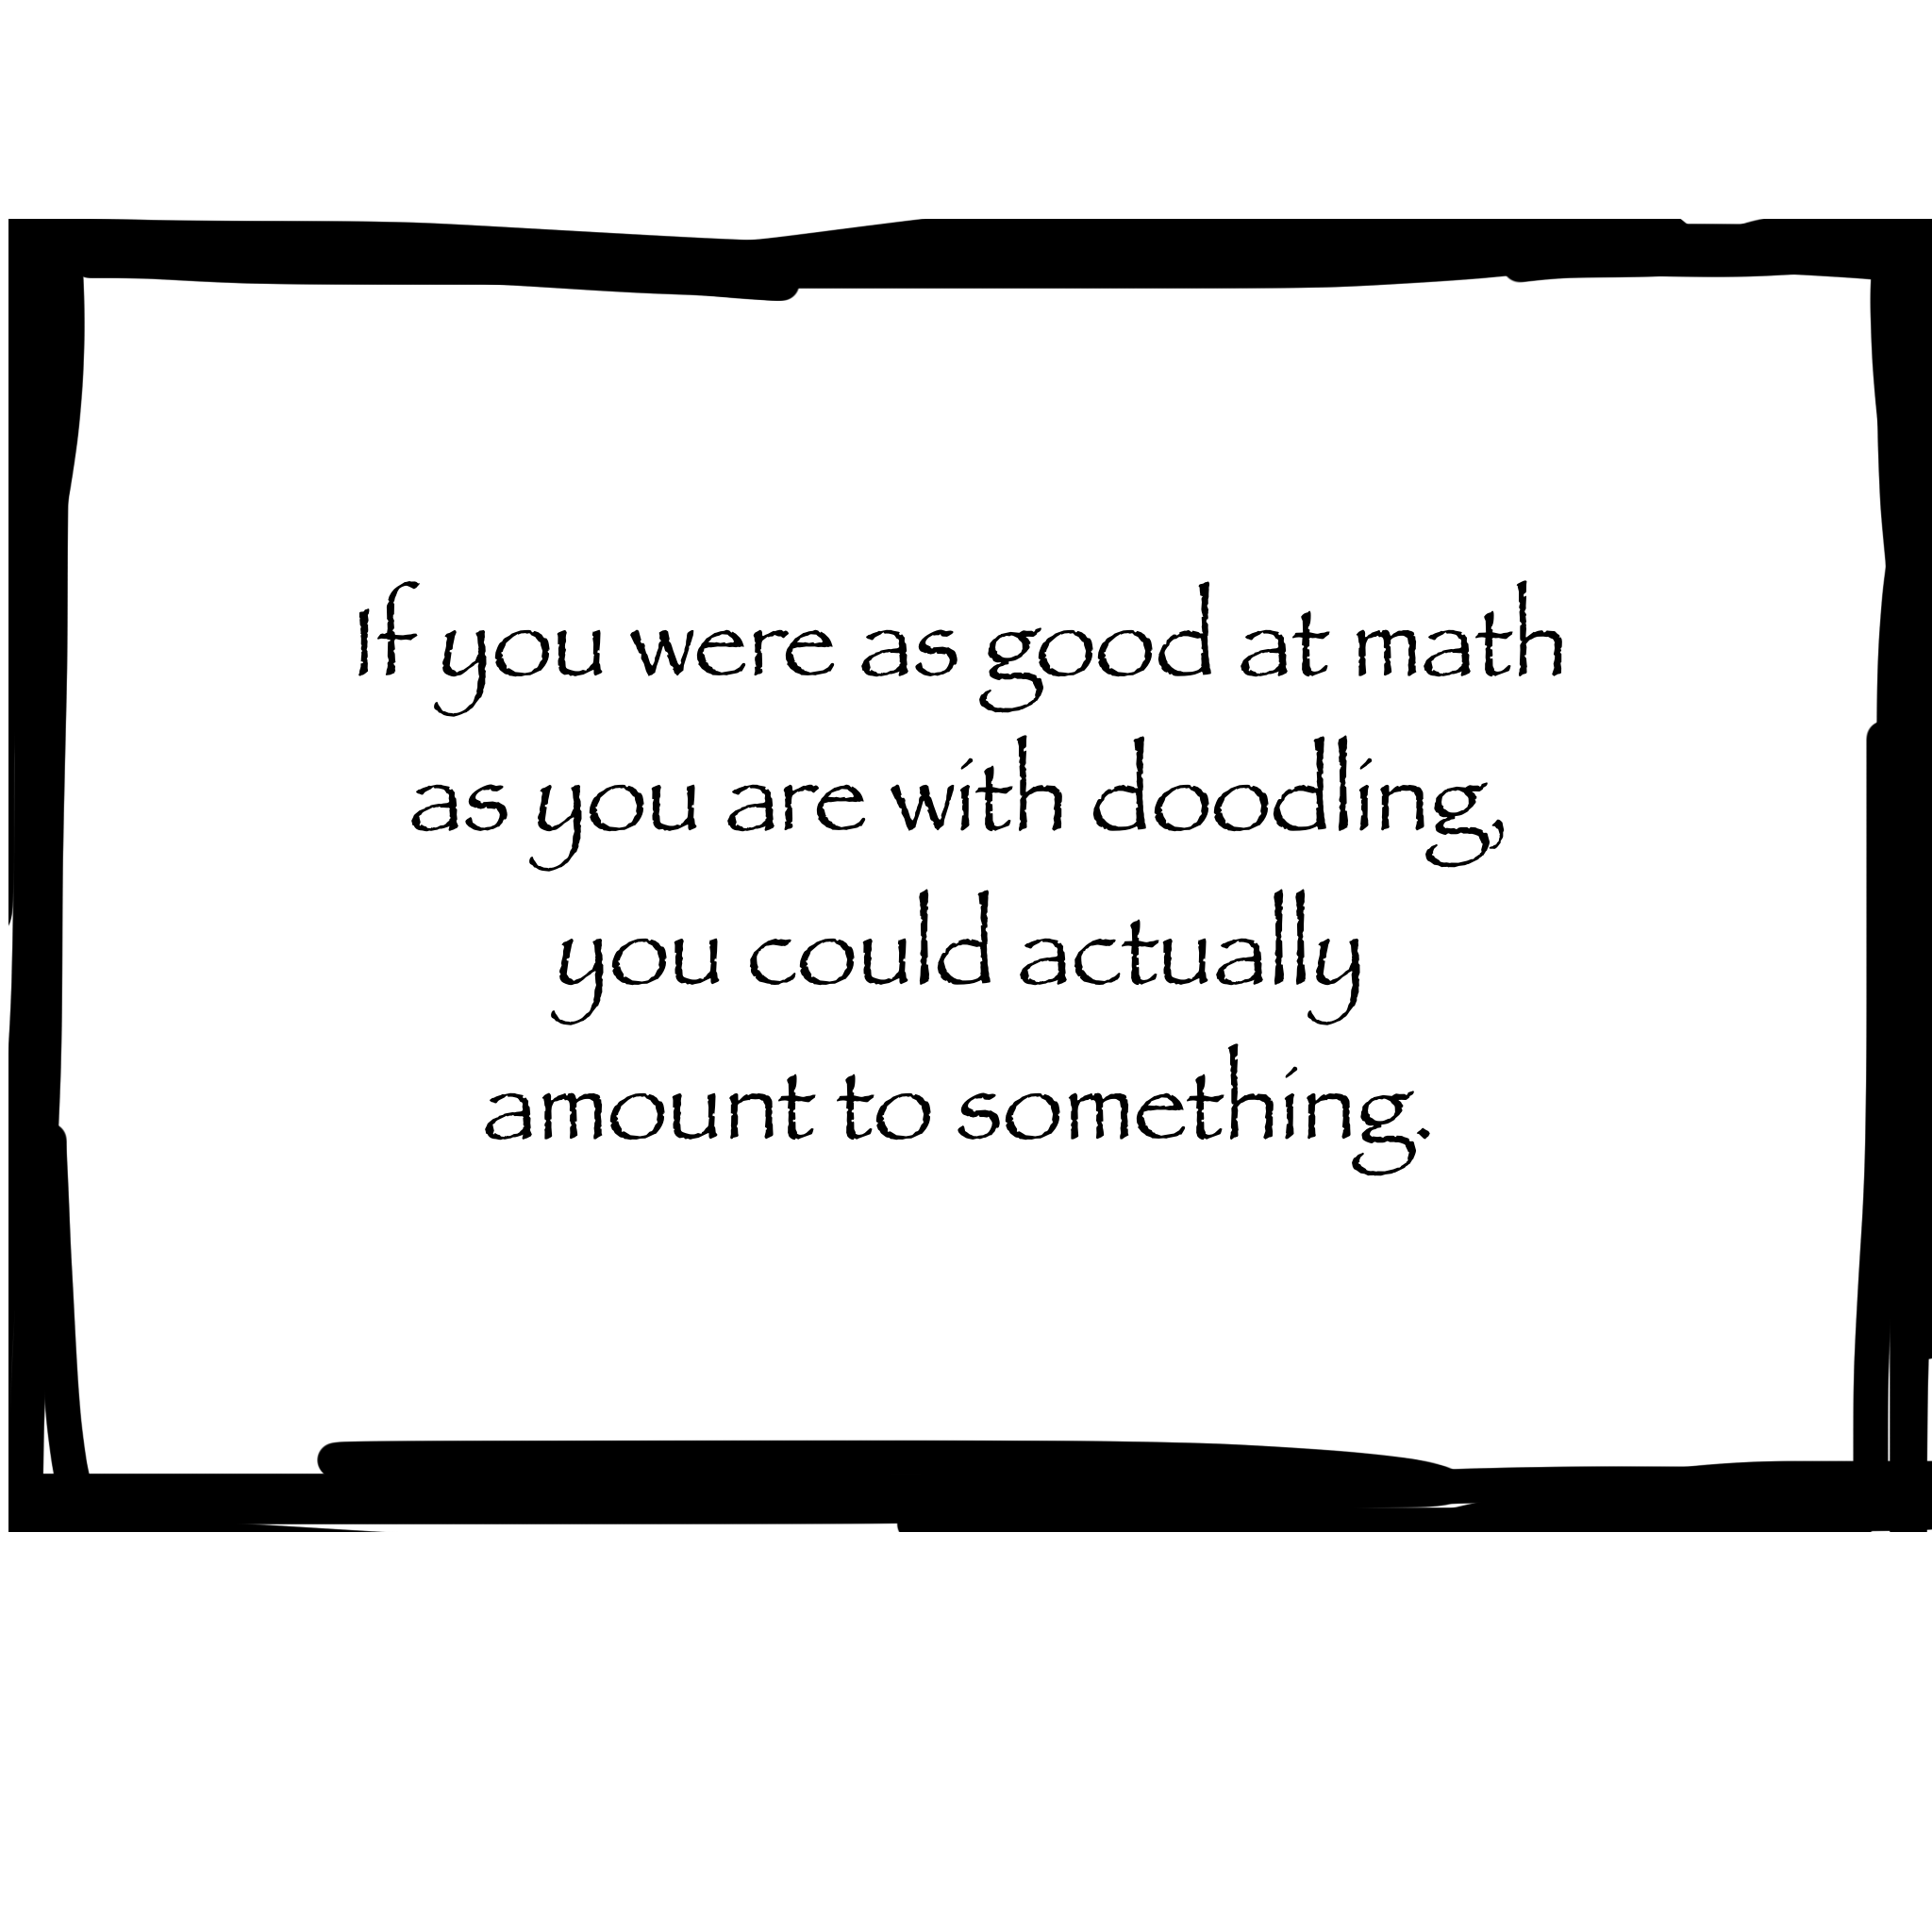 If you were as good at math
as you are with doodling,
you could actually
amount to something.